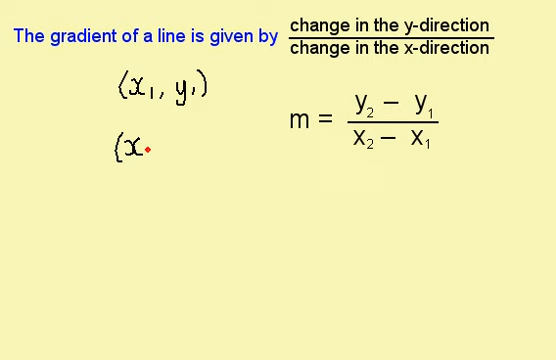 The gradient of a line is given by change in the y-direction
change in the x-direction
(x₁, y₁)
m = y₂ − y₁
x₂ − x₁
(x